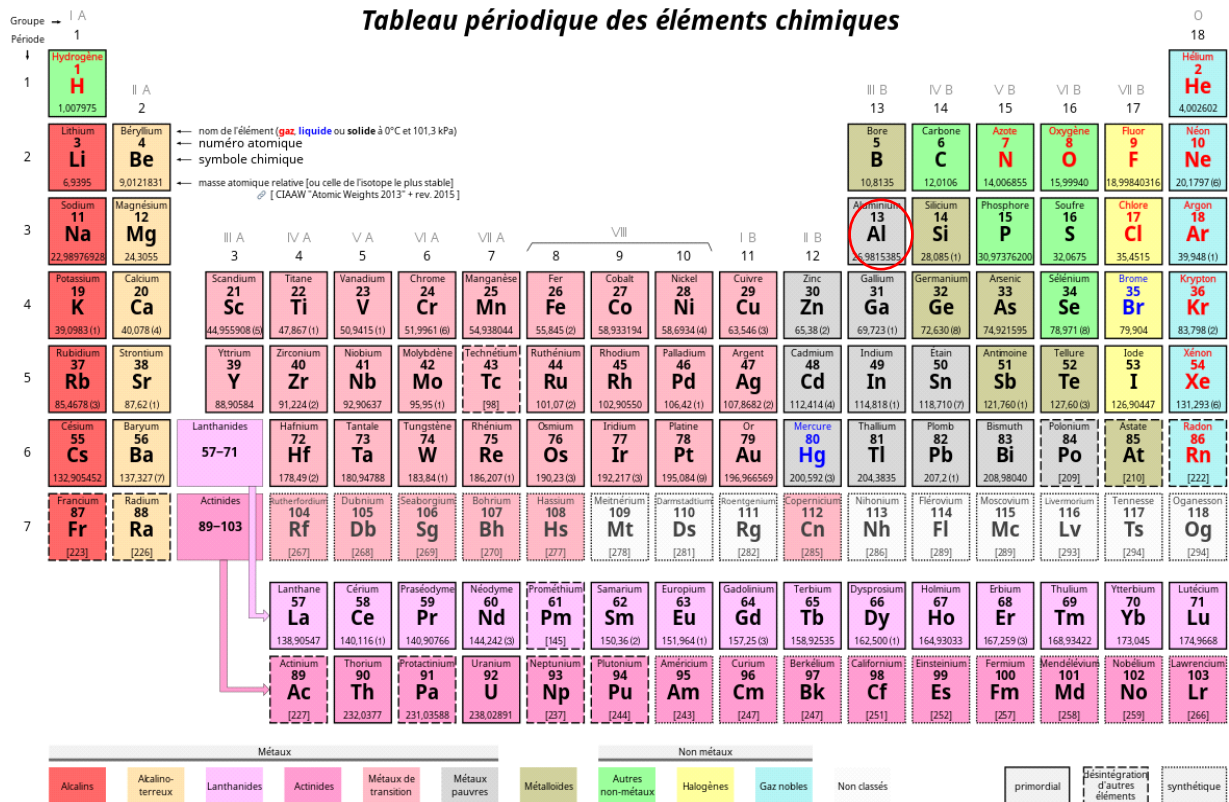 Tableau périodique des éléments chimiques
Groupe I A O
1 18
Période
Hydrogène Hélium
1 2
1 H He
1,007975 II A III B IV B V B VI B VII B 4,002602
2 13 14 15 16 17
Lithium Béryllium nom de l'élément (gaz, liquide ou solide à 0°C et 101,3 kPa) Bore Carbone Azote Oxygène Fluor Néon
3 4 numéro atomique 5 6 7 8 9 10
2 Li Be symbole chimique B C N O F Ne
6,9395 9,0121831 masse atomique relative [ou celle de l'isotope le plus stable] 10,8135 12,0106 14,006855 15,99940 18,99840316 20,1797 (6)
[ CIAAW "Atomic Weights 2013" + rev. 2015 ]
Sodium Magnésium Aluminium Silicium Phosphore Soufre Chlore Argon
11 12 13 14 15 16 17 18
3 Na Mg Al Si P S Cl Ar
22,98976928 24,3055 26,9815385 28,085 (1) 30,97376200 32,0675 35,4515 39,948 (1)
III A IV A V A VI A VII A VIII I B II B
3 4 5 6 7 8 9 10 11 12
Potassium Calcium Scandium Titane Vanadium Chrome Manganèse Fer Cobalt Nickel Cuivre Zinc Gallium Germanium Arsenic Sélénium Brome Krypton
19 20 21 22 23 24 25 26 27 28 29 30 31 32 33 34 35 36
4 K Ca Sc Ti V Cr Mn Fe Co Ni Cu Zn Ga Ge As Se Br Kr
39,0983 (1) 40,078 (4) 44,955908 (5) 47,867 (1) 50,9415 (1) 51,9961 (6) 54,938044 55,845 (2) 58,933194 58,6934 (4) 63,546 (3) 65,38 (2) 69,723 (1) 72,630 (8) 74,921595 78,971 (8) 79,904 83,798 (2)
Rubidium Strontium Yttrium Zirconium Niobium Molybdène Technétium Ruthénium Rhodium Palladium Argent Cadmium Indium Étain Antimoine Tellure Iode Xénon
37 38 39 40 41 42 43 44 45 46 47 48 49 50 51 52 53 54
5 Rb Sr Y Zr Nb Mo Tc Ru Rh Pd Ag Cd In Sn Sb Te I Xe
85,4678 (3) 87,62 (1) 88,90584 91,224 (2) 92,90637 95,95 (1) [98] 101,07 (2) 102,90550 106,42 (1) 107,8682 (2) 112,414 (4) 114,818 (1) 118,710 (7) 121,760 (1) 127,60 (3) 126,90447 131,293 (6)
Césium Baryum Lanthanides Hafnium Tantale Tungstène Rhénium Osmium Iridium Platine Or Mercure Thallium Plomb Bismuth Polonium Astate Radon
55 56 57–71 72 73 74 75 76 77 78 79 80 81 82 83 84 85 86
6 Cs Ba Hf Ta W Re Os Ir Pt Au Hg Tl Pb Bi Po At Rn
132,905452 137,327 (7) 178,49 (2) 180,94788 183,84 (1) 186,207 (1) 190,23 (3) 192,217 (3) 195,084 (9) 196,966569 200,592 (3) 204,3835 207,2 (1) 208,98040 [209] [210] [222]
Francium Radium Actinides Rutherfordium Dubnium Seaborgium Bohrium Hassium Meitnérium Darmstadtium Roentgenium Copernicium Nihonium Flérovium Moscovium Livermorium Tennesse Oganesson
87 88 89–103 104 105 106 107 108 109 110 111 112 113 114 115 116 117 118
7 Fr Ra Rf Db Sg Bh Hs Mt Ds Rg Cn Nh Fl Mc Lv Ts Og
[223] [226] [267] [268] [269] [270] [277] [278] [281] [282] [285] [286] [289] [289] [293] [294] [294]
Lanthane Cérium Praséodyme Néodyme Prométhium Samarium Europium Gadolinium Terbium Dysprosium Holmium Erbium Thulium Ytterbium Lutécium
57 58 59 60 61 62 63 64 65 66 67 68 69 70 71
La Ce Pr Nd Pm Sm Eu Gd Tb Dy Ho Er Tm Yb Lu
138,90547 140,116 (1) 140,90766 144,242 (3) [145] 150,36 (2) 151,964 (1) 157,25 (3) 158,92535 162,500 (1) 164,93033 167,259 (3) 168,93422 173,045 174,9668
Actinium Thorium Protactinium Uranium Neptunium Plutonium Américium Curium Berkélium Californium Einsteinium Fermium Mendélévium Nobélium Lawrencium
89 90 91 92 93 94 95 96 97 98 99 100 101 102 103
Ac Th Pa U Np Pu Am Cm Bk Cf Es Fm Md No Lr
[227] 232,0377 231,03588 238,02891 [237] [244] [243] [247] [247] [251] [252] [257] [258] [259] [266]
Métaux Non métaux
Alcalins Alcalino-terreux Lanthanides Actinides Métaux de transition Métaux pauvres Métalloïdes Autres non-métaux Halogènes Gaz nobles Non classés primordial désintégration d'autres éléments synthétique